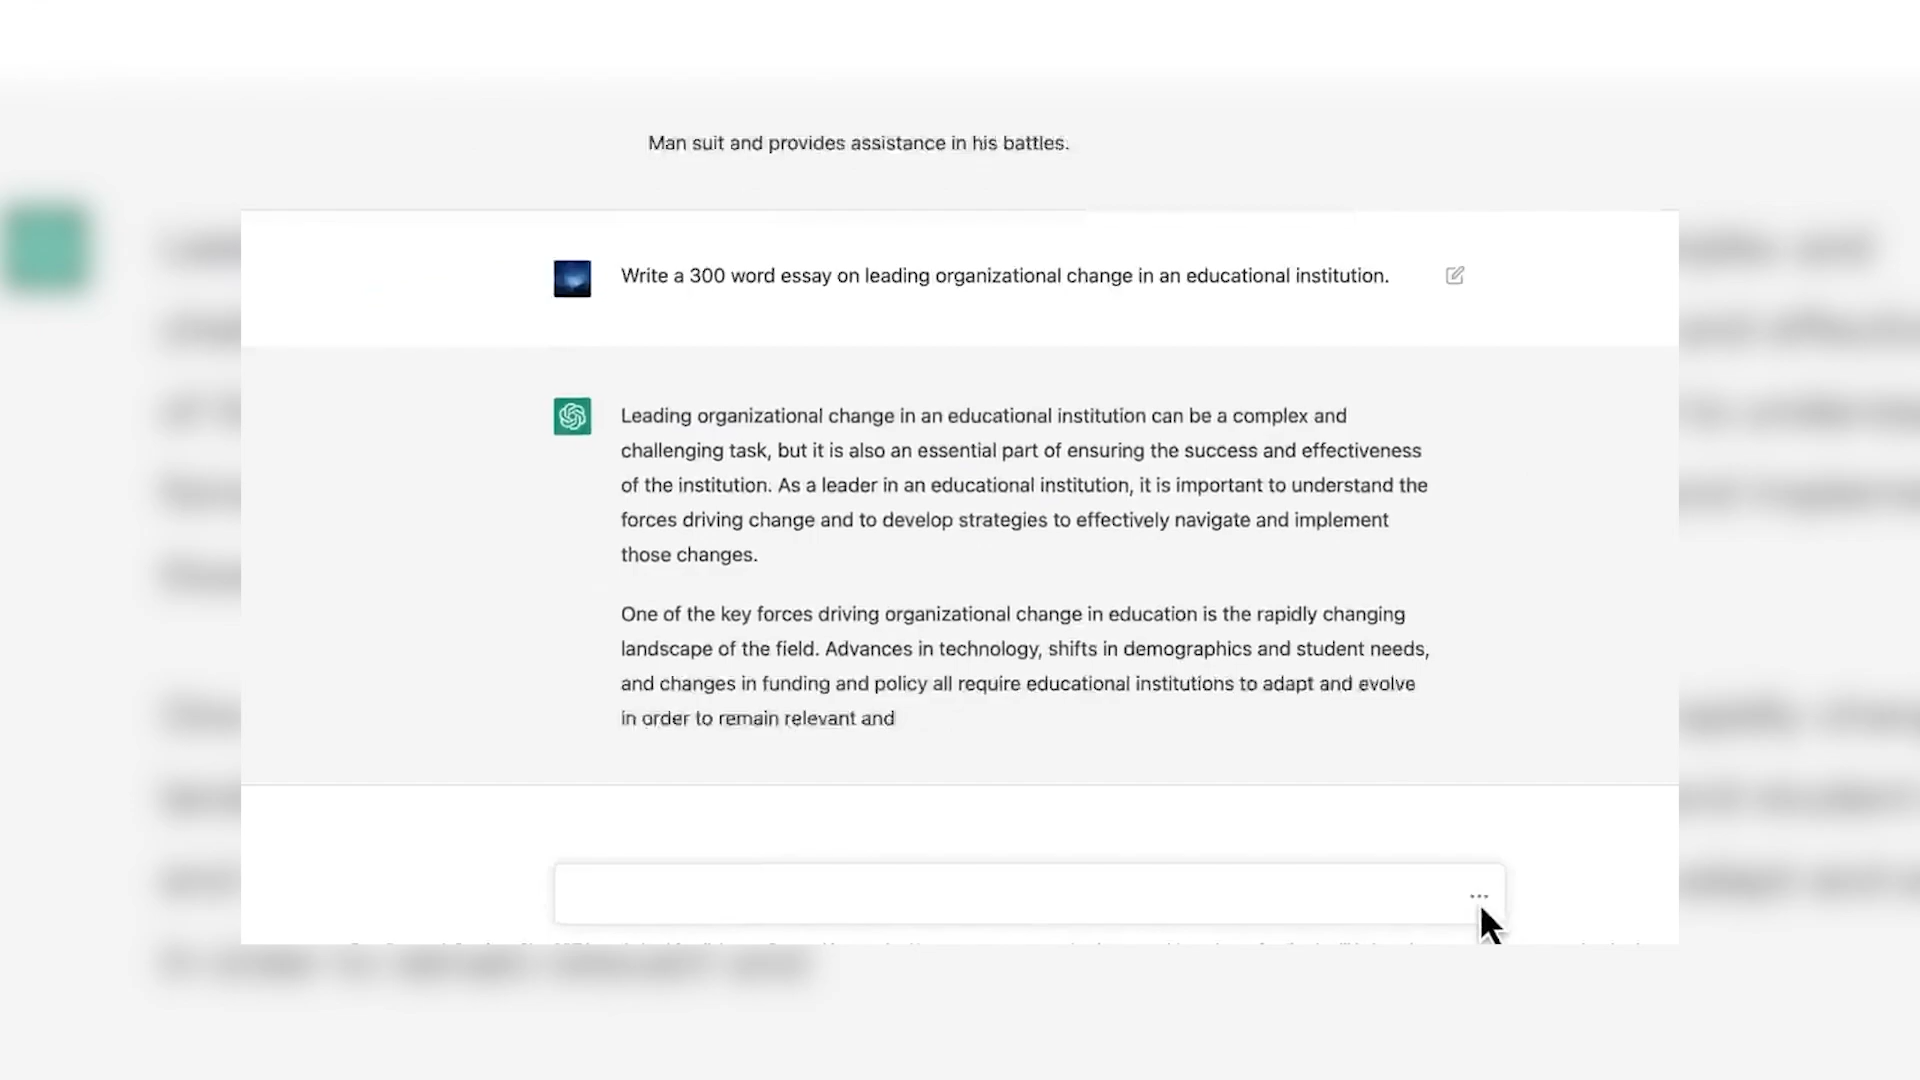 Man suit and provides assistance in his battles.
Write a 300 word essay on leading organizational change in an educational institution.
Leading organizational change in an educational institution can be a complex and
challenging task, but it is also an essential part of ensuring the success and effectiveness
of the institution. As a leader in an educational institution, it is important to understand the
forces driving change and to develop strategies to effectively navigate and implement
those changes.
One of the key forces driving organizational change in education is the rapidly changing
landscape of the field. Advances in technology, shifts in demographics and student needs,
and changes in funding and policy all require educational institutions to adapt and evolve
in order to remain relevant and